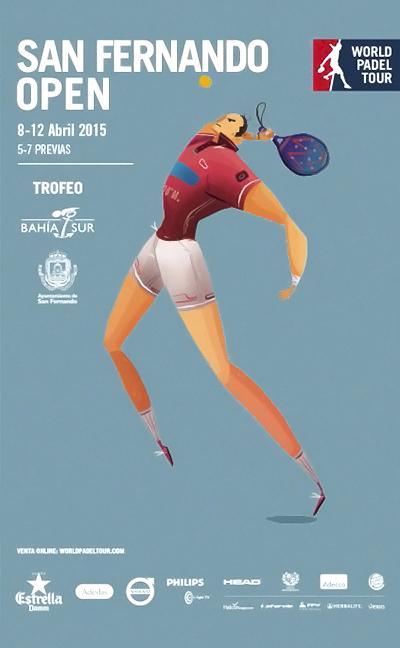 SAN FERNANDO
OPEN
WORLD
PADEL
TOUR
8-12 Abril 2015
5-7 PREVIAS
TROFEO
BAHÍA SUR
Ayuntamiento de
San Fernando
VENTA ONLINE: WORLDPADELTOUR.COM
Estrella
Damm
VOLVO
PHILIPS
HEAD
Adecco
HERBALIFE